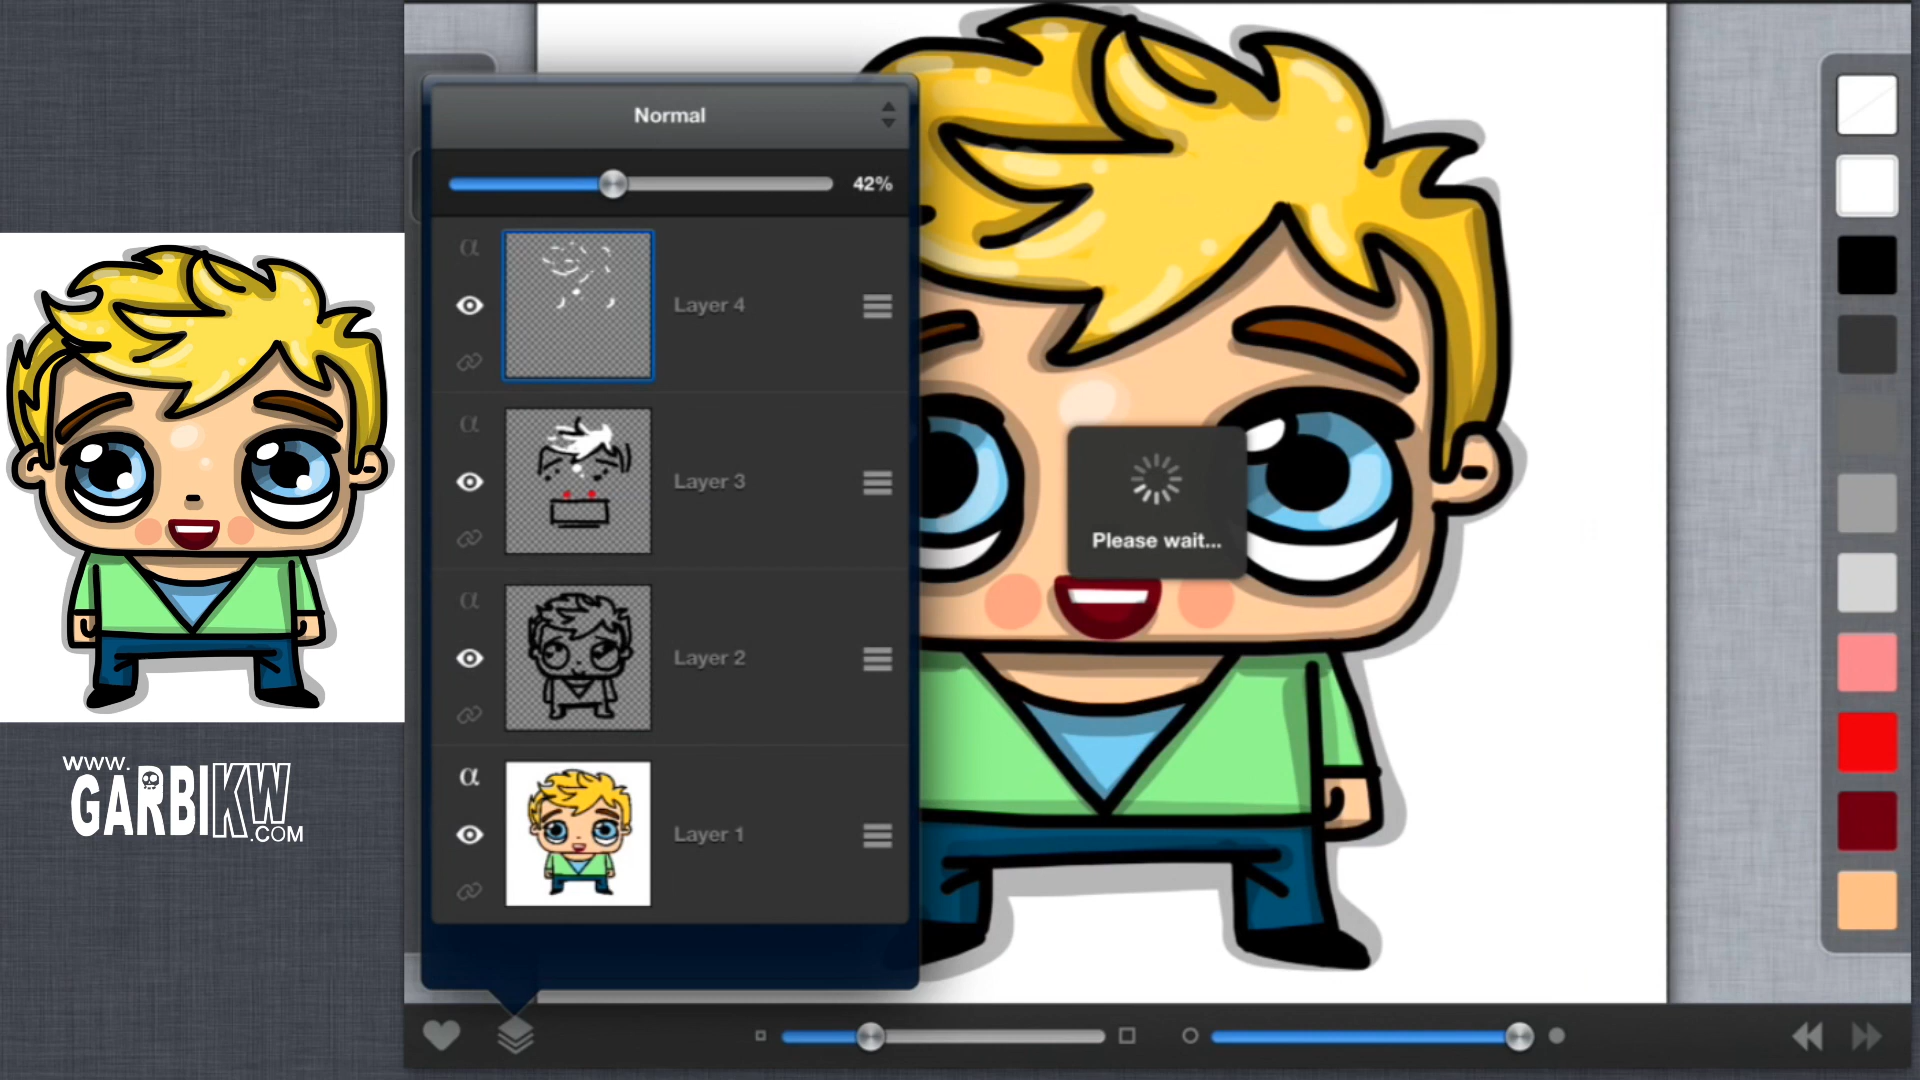 Normal
42%
α
Layer 4
α
Layer 3
Please wait...
α
Layer 2
α
Layer 1
www.
GARBIKW
.COM